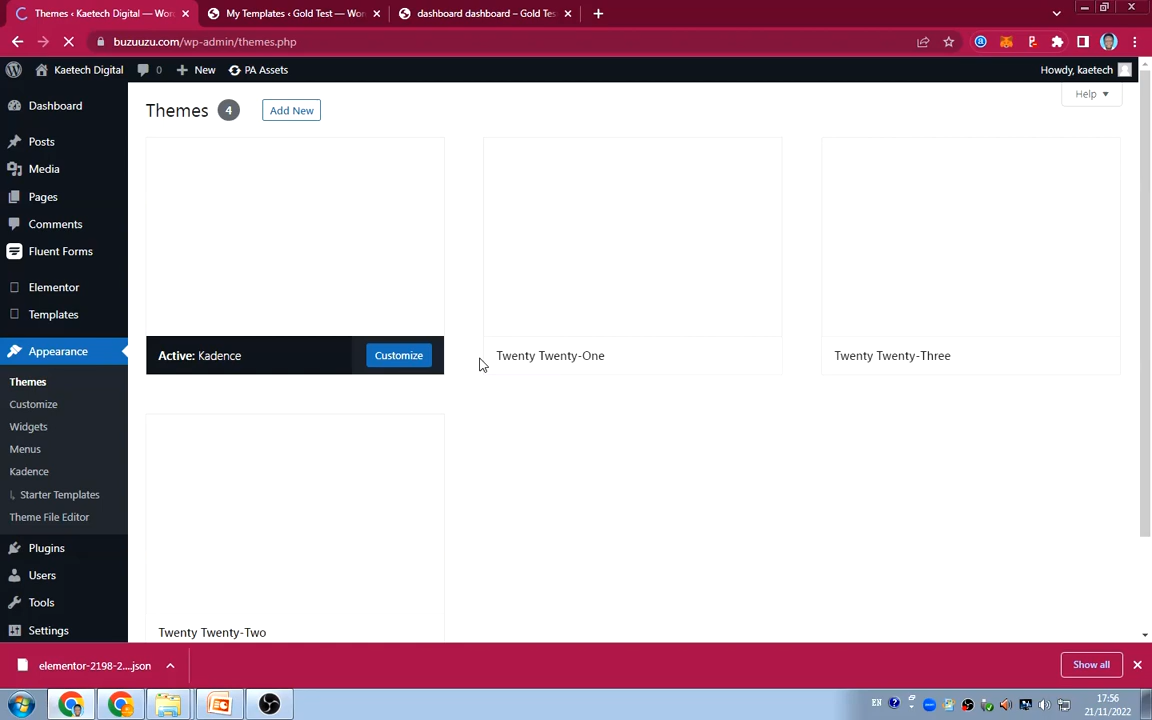 Themes ‹ Kaetech Digital — Wor
My Templates ‹ Gold Test — Won
dashboard dashboard – Gold Tes
buzuuzu.com/wp-admin/themes.php
Kaetech Digital
0
New
PA Assets
Howdy, kaetech
Dashboard
Posts
Media
Pages
Comments
Fluent Forms
Elementor
Templates
Appearance
Themes
Customize
Widgets
Menus
Kadence
Starter Templates
Theme File Editor
Plugins
Users
Tools
Settings
Themes 4
Add New
Help
Active: Kadence
Customize
Twenty Twenty-One
Twenty Twenty-Three
Twenty Twenty-Two
elementor-2198-2....json
Show all
EN
17:56
21/11/2022